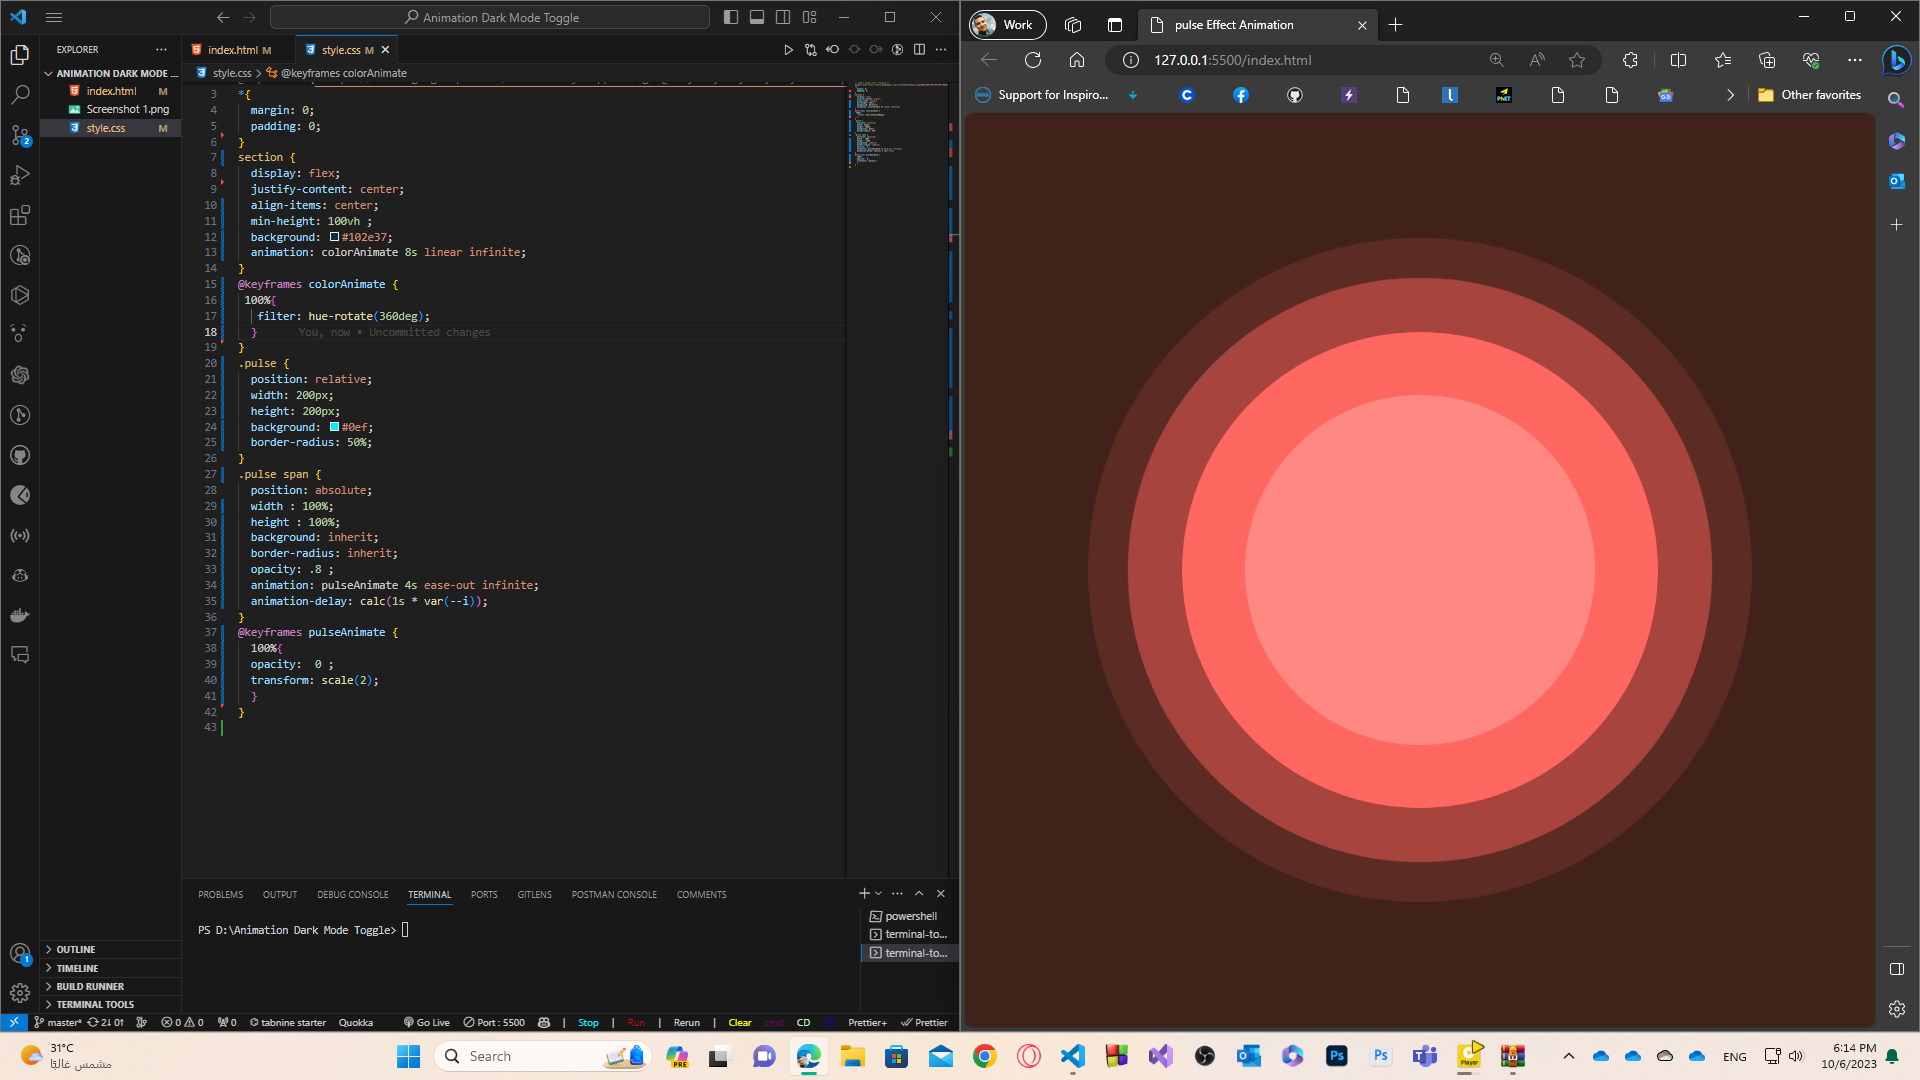 Animation Dark Mode Toggle
EXPLORER
ANIMATION DARK MODE ...
index.html M
Screenshot 1.png
style.css M
index.html M
style.css M
style.css > @keyframes colorAnimate
3 *{
4 margin: 0;
5 padding: 0;
6 }
7 section {
8 display: flex;
9 justify-content: center;
10 align-items: center;
11 min-height: 100vh ;
12 background: #102e37;
13 animation: colorAnimate 8s linear infinite;
14 }
15 @keyframes colorAnimate {
16 100%{
17 filter: hue-rotate(360deg);
18 } You, now • Uncommitted changes
19 }
20 .pulse {
21 position: relative;
22 width: 200px;
23 height: 200px;
24 background: #0ef;
25 border-radius: 50%;
26 }
27 .pulse span {
28 position: absolute;
29 width : 100%;
30 height : 100%;
31 background: inherit;
32 border-radius: inherit;
33 opacity: .8 ;
34 animation: pulseAnimate 4s ease-out infinite;
35 animation-delay: calc(1s * var(--i));
36 }
37 @keyframes pulseAnimate {
38 100%{
39 opacity: 0 ;
40 transform: scale(2);
41 }
42 }
43
PROBLEMS OUTPUT DEBUG CONSOLE TERMINAL PORTS GITLENS POSTMAN CONSOLE COMMENTS
PS D:\Animation Dark Mode Toggle>
powershell
terminal-to...
terminal-to...
OUTLINE
TIMELINE
BUILD RUNNER
TERMINAL TOOLS
master* 2↓ 0↑ 0 0 0 tabnine starter Quokka Go Live Port : 5500 | Stop | Run | Rerun | Clear cmd CD Prettier+ Prettier
Work
pulse Effect Animation
127.0.0.1:5500/index.html
Support for Inspiro...
Other favorites
31°C
مشمس غالبًا
Search
PRE
ENG
6:14 PM
10/6/2023